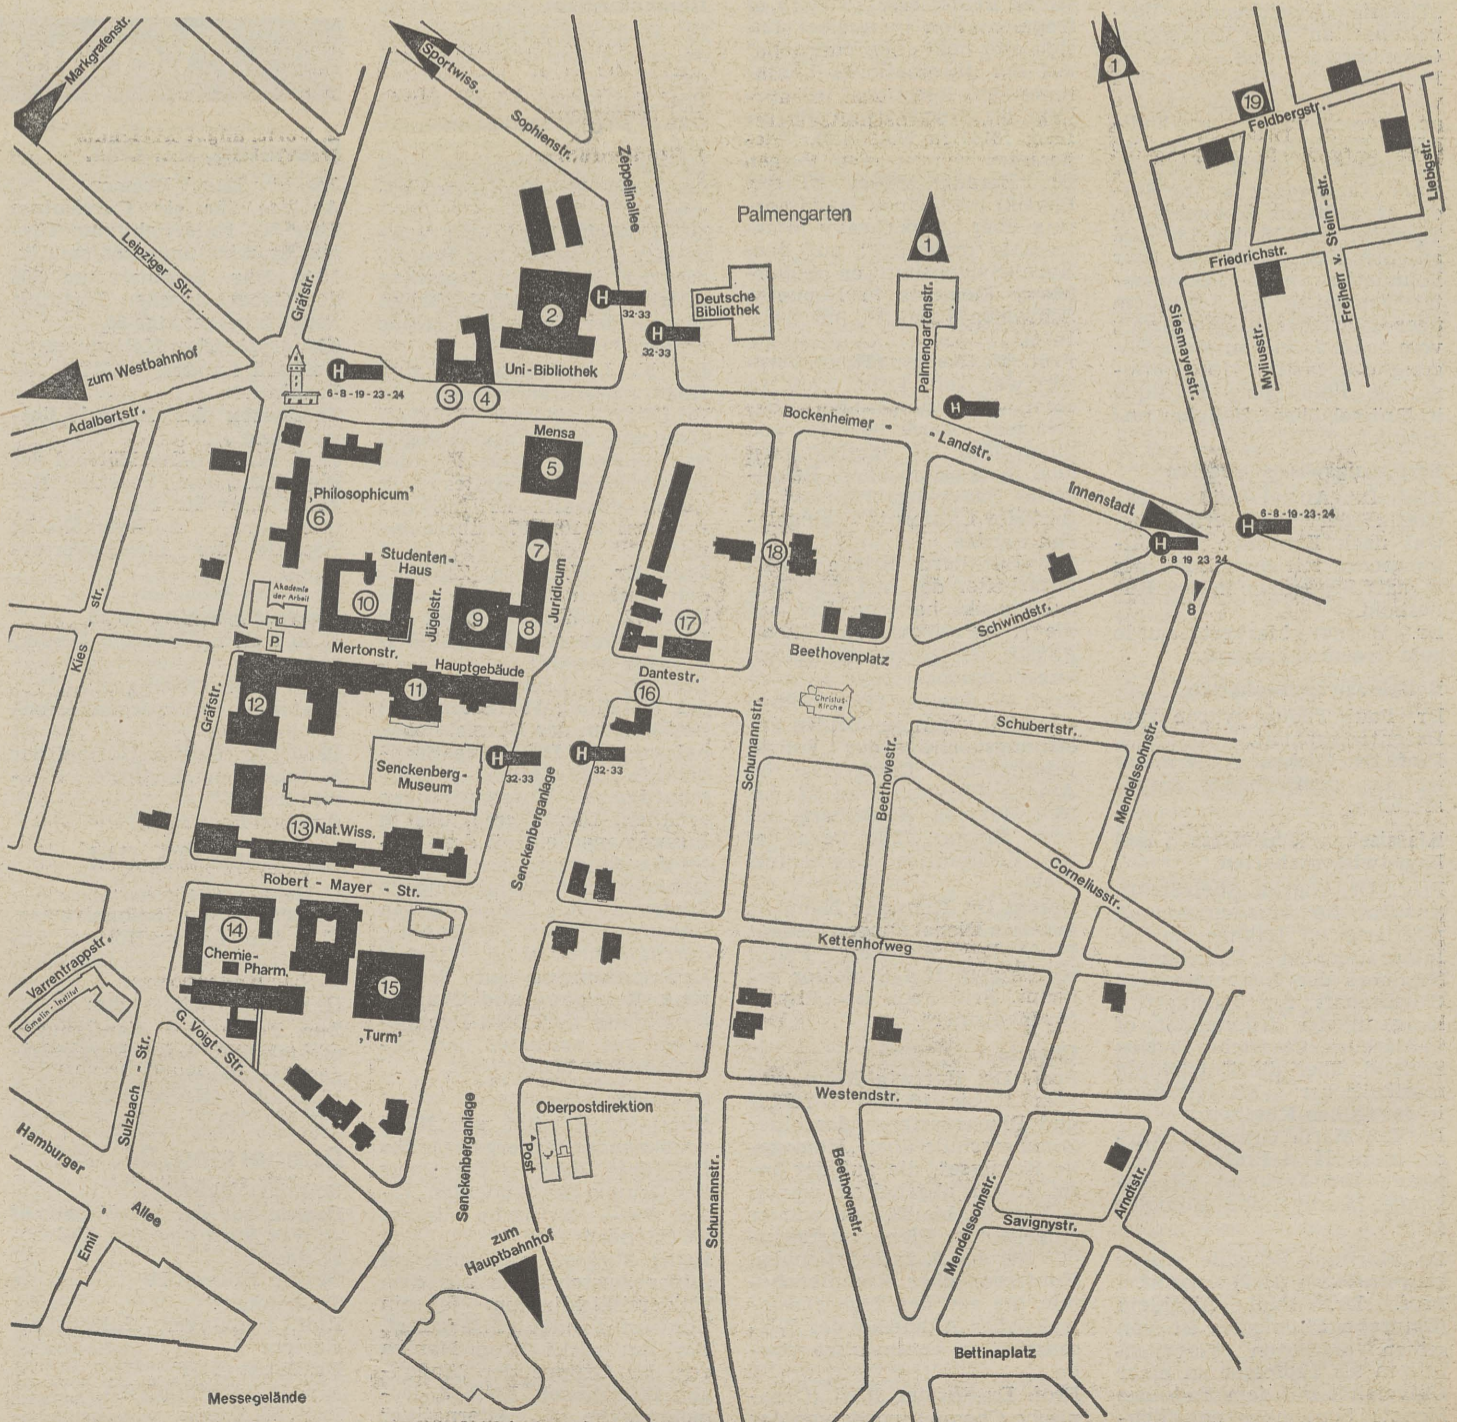 Markgrafenstr.
Sportwiss.
Sophienstr.
Zeppelinallee
Palmengarten
1
1
19
Feldbergstr.
Liebigstr.
Friedrichstr.
Freiherr v. Stein - str.
Myliusstr.
Siesmayerstr.
Leipziger Str.
Gräfstr.
2
H
32-33
H
32-33
Deutsche
Bibliothek
Palmengartenstr.
zum Westbahnhof
Uni-Bibliothek
H
6-8-19-23-24
3
4
Adalbertstr.
H
Bockenheimer -
- Landstr.
Innenstadt
H
6-8-19-23-24
H
6 8 19 23 24
8
Mensa
5
‚Philosophicum'
6
7
Juridicum
18
Studenten-
Haus
Akademie
der Arbeit
10
Jügelstr.
9
8
17
Schwindstr.
Kies - str.
P
Mertonstr.
Hauptgebäude
Beethovenplatz
Dantestr.
16
11
12
Gräfstr.
Christus-
Kirche
Schubertstr.
Schumannstr.
Beethovestr.
Mendelssohnstr.
Senckenberg-
Museum
H
32-33
H
32-33
Senckenberganlage
13
Nat.Wiss.
Robert - Mayer - Str.
Corneliusstr.
Kettenhofweg
14
Chemie-
Pharm.
15
‚Turm'
Varrentrappstr.
Gmelin-Institut
G. Voigt-Str.
Sulzbach - Str.
Westendstr.
Oberpostdirektion
Post
Senckenberganlage
Hamburger
Allee
Emil
Schumannstr.
Beethovenstr.
Mendelssohnstr.
Savignystr.
Arndtstr.
zum
Hauptbahnhof
Bettinaplatz
Messegelände